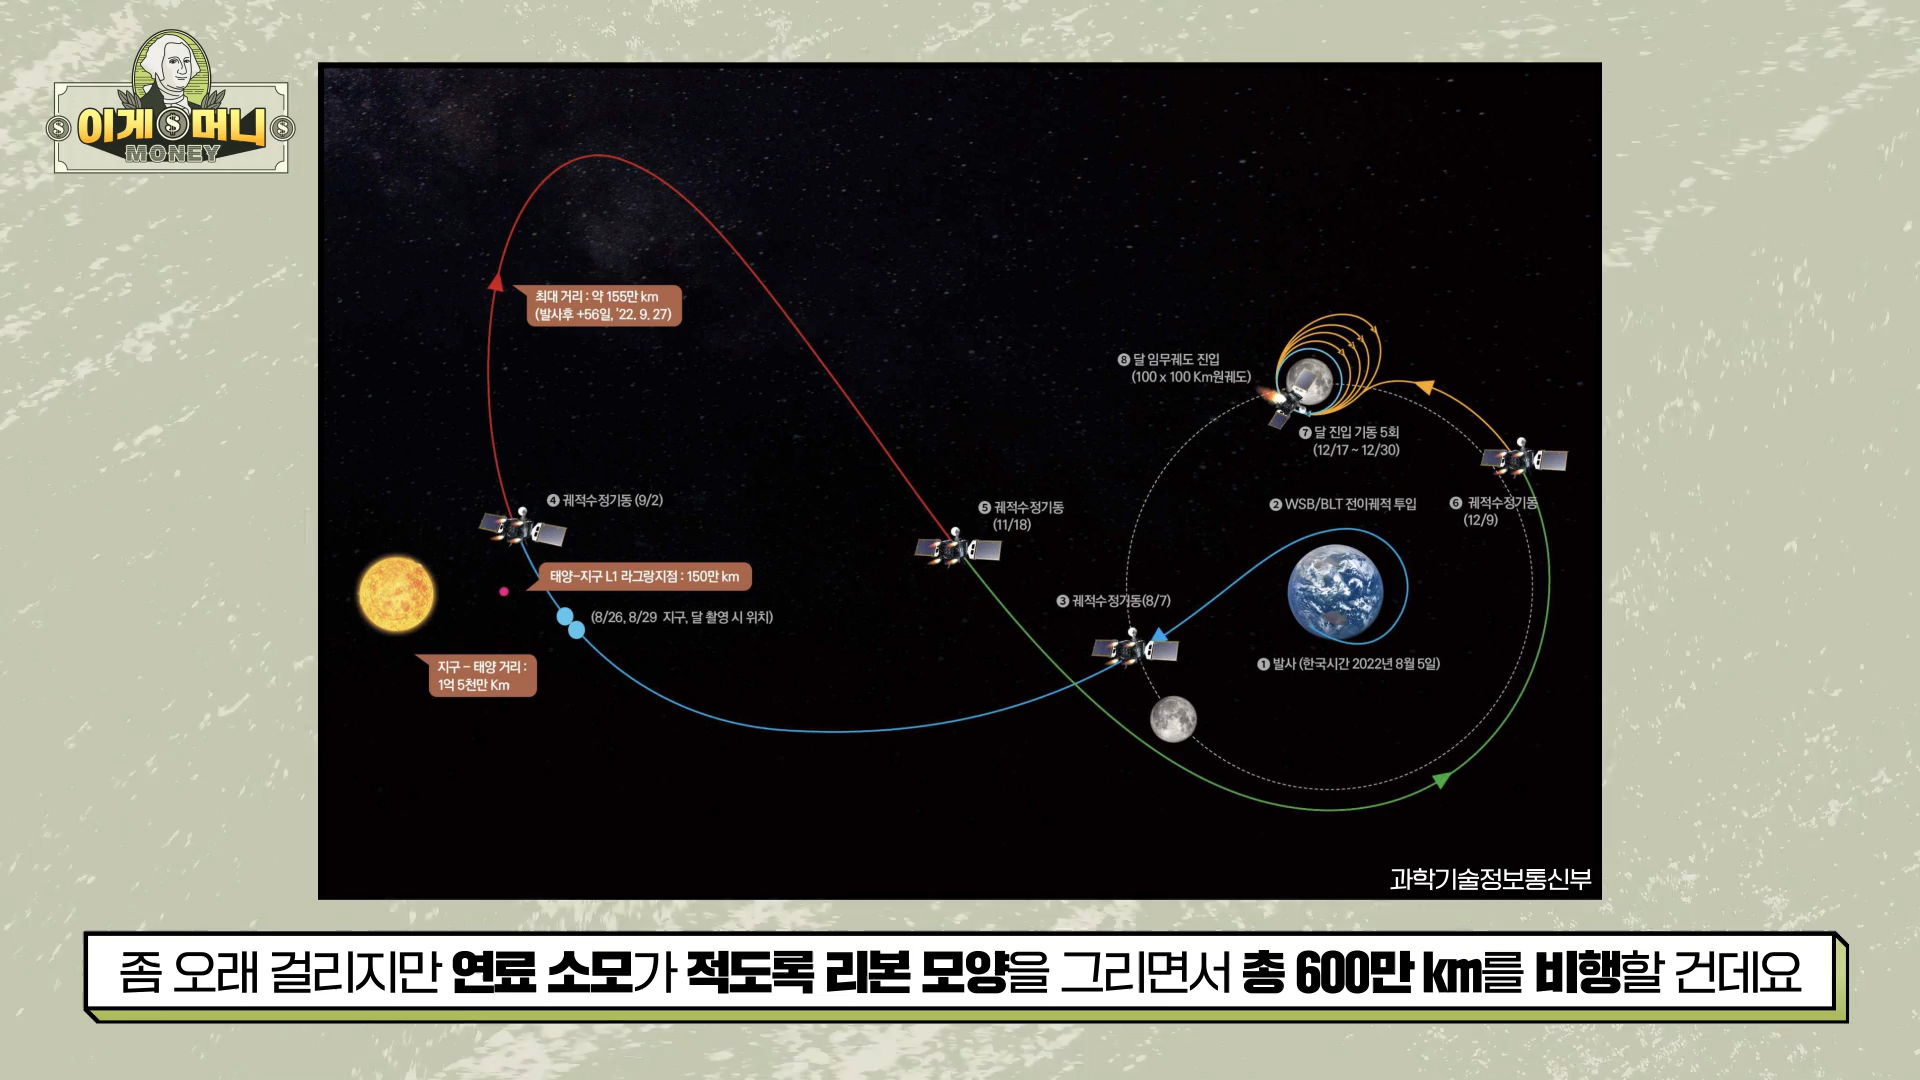 이게 $ 머니
MONEY
최대 거리 : 약 155만 km
(발사후 +56일, '22. 9. 27)
❽ 달 임무궤도 진입
(100 x 100 Km원궤도)
❼ 달 진입 기동 5회
(12/17 ~ 12/30)
❹ 궤적수정기동 (9/2)
❺ 궤적수정기동
(11/18)
❷ WSB/BLT 전이궤적 투입
❻ 궤적수정기동
(12/9)
태양-지구 L1 라그랑지점 : 150만 km
❸ 궤적수정기동(8/7)
(8/26, 8/29 지구, 달 촬영 시 위치)
지구 - 태양 거리 :
1억 5천만 Km
❶ 발사 (한국시간 2022년 8월 5일)
과학기술정보통신부
좀 오래 걸리지만 연료 소모가 적도록 리본 모양을 그리면서 총 600만 km를 비행할 건데요